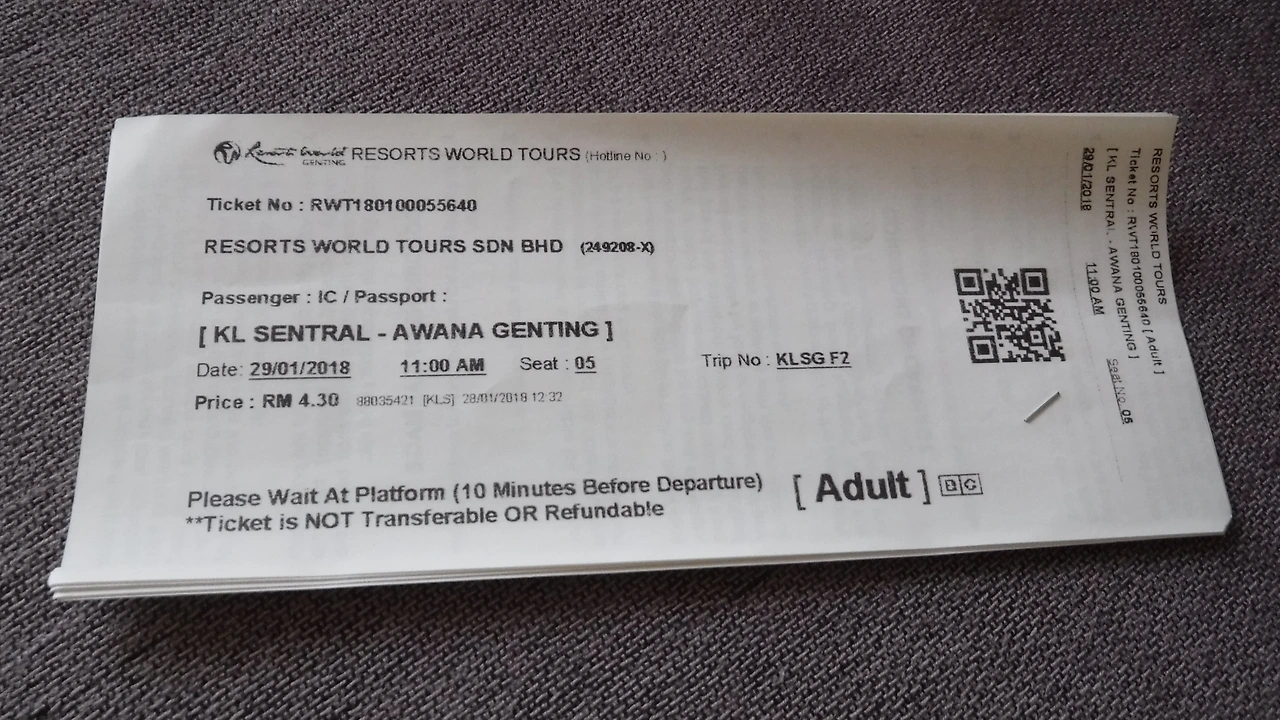 Resorts World GENTING RESORTS WORLD TOURS (Hotline No : )
Ticket No : RWT180100055640
RESORTS WORLD TOURS SDN BHD (249208-X)
Passenger : IC / Passport :
[ KL SENTRAL - AWANA GENTING ]
Date: 29/01/2018 11:00 AM Seat : 05 Trip No : KLSG F2
Price : RM 4.30 98035421 [KLS] 28/01/2018 12:32
Please Wait At Platform (10 Minutes Before Departure) [ Adult ] B C
**Ticket is NOT Transferable OR Refundable
RESORTS WORLD TOURS
Ticket No : RWT180100055640 [ Adult ]
[ KL SENTRAL - AWANA GENTING ]
29/01/2018 11:00 AM Seat No. 05